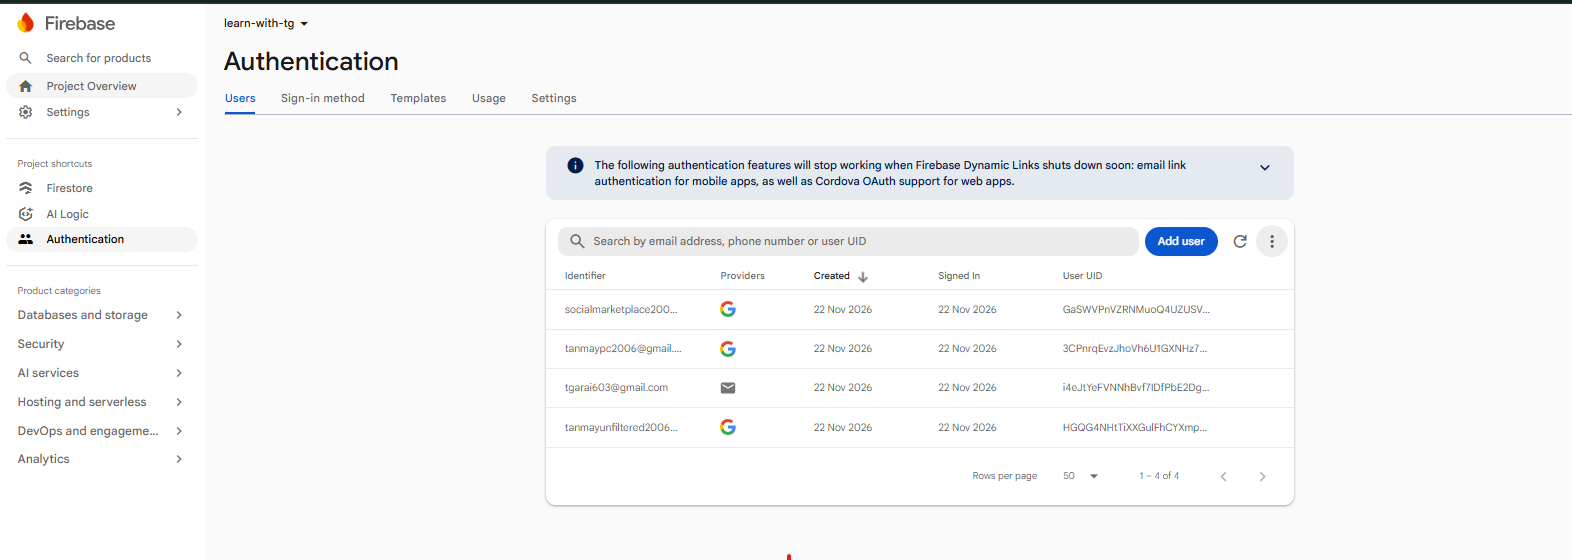 Firebase
learn-with-tg
Search for products
Project Overview
Settings
Project shortcuts
Firestore
AI Logic
Authentication
Product categories
Databases and storage
Security
AI services
Hosting and serverless
DevOps and engageme...
Analytics
Authentication
Users Sign-in method Templates Usage Settings
The following authentication features will stop working when Firebase Dynamic Links shuts down soon: email link
authentication for mobile apps, as well as Cordova OAuth support for web apps.
Search by email address, phone number or user UID Add user
Identifier Providers Created Signed In User UID
socialmarketplace200... 22 Nov 2026 22 Nov 2026 GaSWVPnVZRNMuoQ4UZUSV...
tanmaypc2006@gmail.... 22 Nov 2026 22 Nov 2026 3CPnrqEvzJhoVh6U1GXNHz7...
tgarai603@gmail.com 22 Nov 2026 22 Nov 2026 i4eJtYeFVNNhBvf7IDfPbE2Dg...
tanmayunfiltered2006... 22 Nov 2026 22 Nov 2026 HGQG4NHtTiXXGulFhCYXmp...
Rows per page 50 1 – 4 of 4